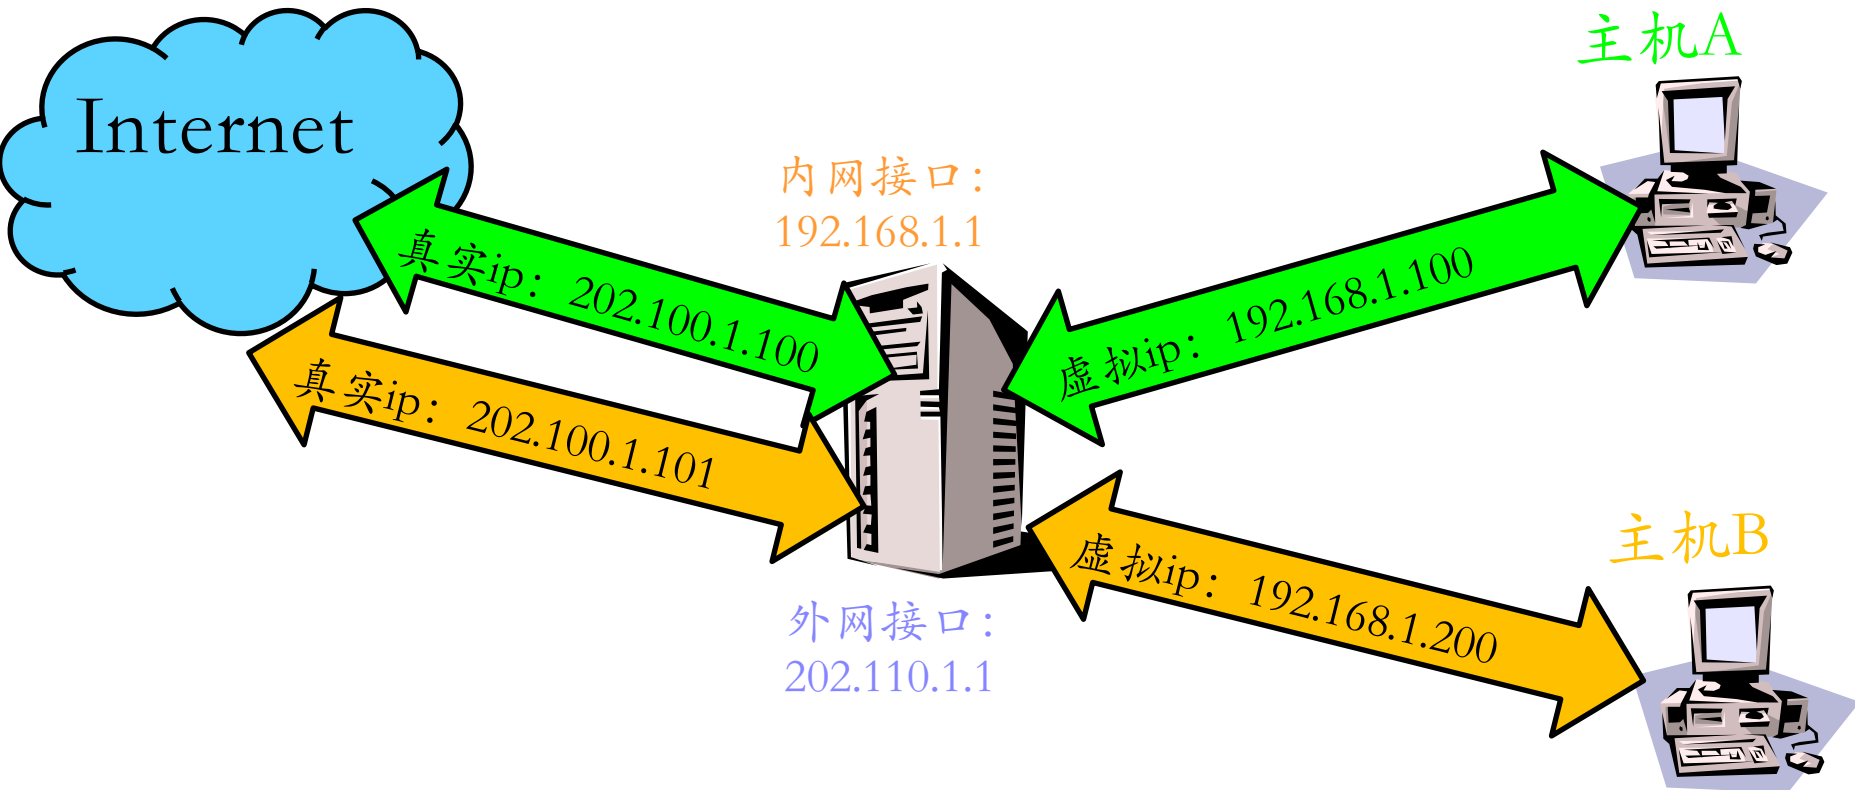 主机A
Internet
内网接口:
192.168.1.1
真实ip: 202.100.1.100
虚拟ip: 192.168.1.100
真实ip: 202.100.1.101
虚拟ip: 192.168.1.200
主机B
外网接口:
202.110.1.1